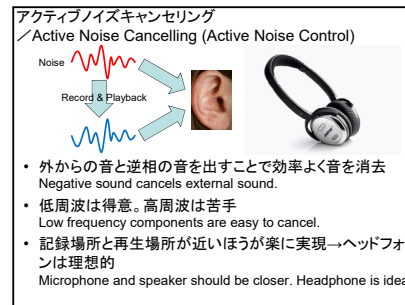 アクティブノイズキャンセリング
／Active Noise Cancelling (Active Noise Control)
Noise
Record & Playback
• 外からの音と逆相の音を出すことで効率よく音を消去
Negative sound cancels external sound.
• 低周波は得意。高周波は苦手
Low frequency components are easy to cancel.
• 記録場所と再生場所が近いほうが楽に実現→ヘッドフォ
ンは理想的
Microphone and speaker should be closer. Headphone is idea